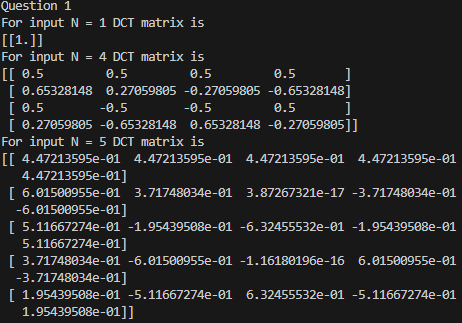 Question 1
For input N = 1 DCT matrix is
[[1.]]
For input N = 4 DCT matrix is
[[ 0.5         0.5         0.5         0.5       ]
 [ 0.65328148  0.27059805 -0.27059805 -0.65328148]
 [ 0.5        -0.5        -0.5         0.5       ]
 [ 0.27059805 -0.65328148  0.65328148 -0.27059805]]
For input N = 5 DCT matrix is
[[ 4.47213595e-01  4.47213595e-01  4.47213595e-01  4.47213595e-01
   4.47213595e-01]
 [ 6.01500955e-01  3.71748034e-01  3.87267321e-17 -3.71748034e-01
  -6.01500955e-01]
 [ 5.11667274e-01 -1.95439508e-01 -6.32455532e-01 -1.95439508e-01
   5.11667274e-01]
 [ 3.71748034e-01 -6.01500955e-01 -1.16180196e-16  6.01500955e-01
  -3.71748034e-01]
 [ 1.95439508e-01 -5.11667274e-01  6.32455532e-01 -5.11667274e-01
   1.95439508e-01]]